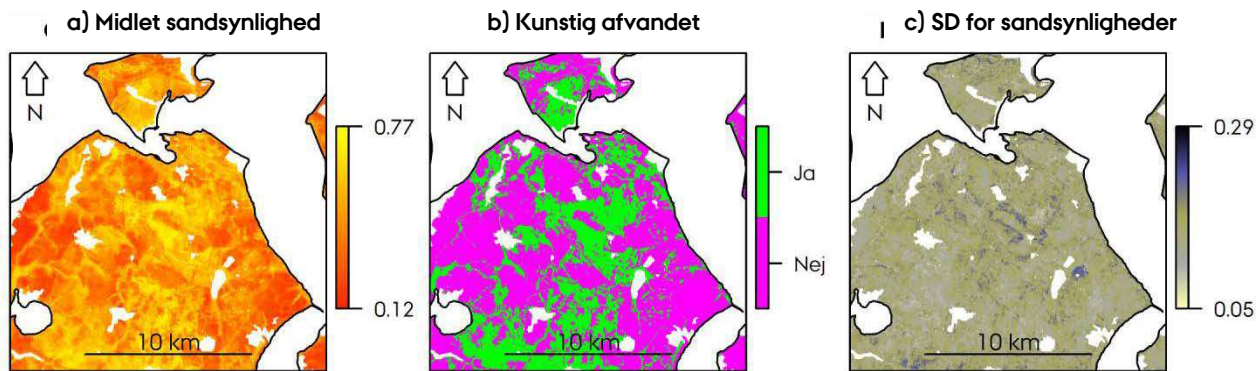 a) Midlet sandsynlighed
N
0.77
0.12
10 km
b) Kunstig afvandet
N
Ja
Nej
10 km
c) SD for sandsynligheder
N
0.29
0.05
10 km